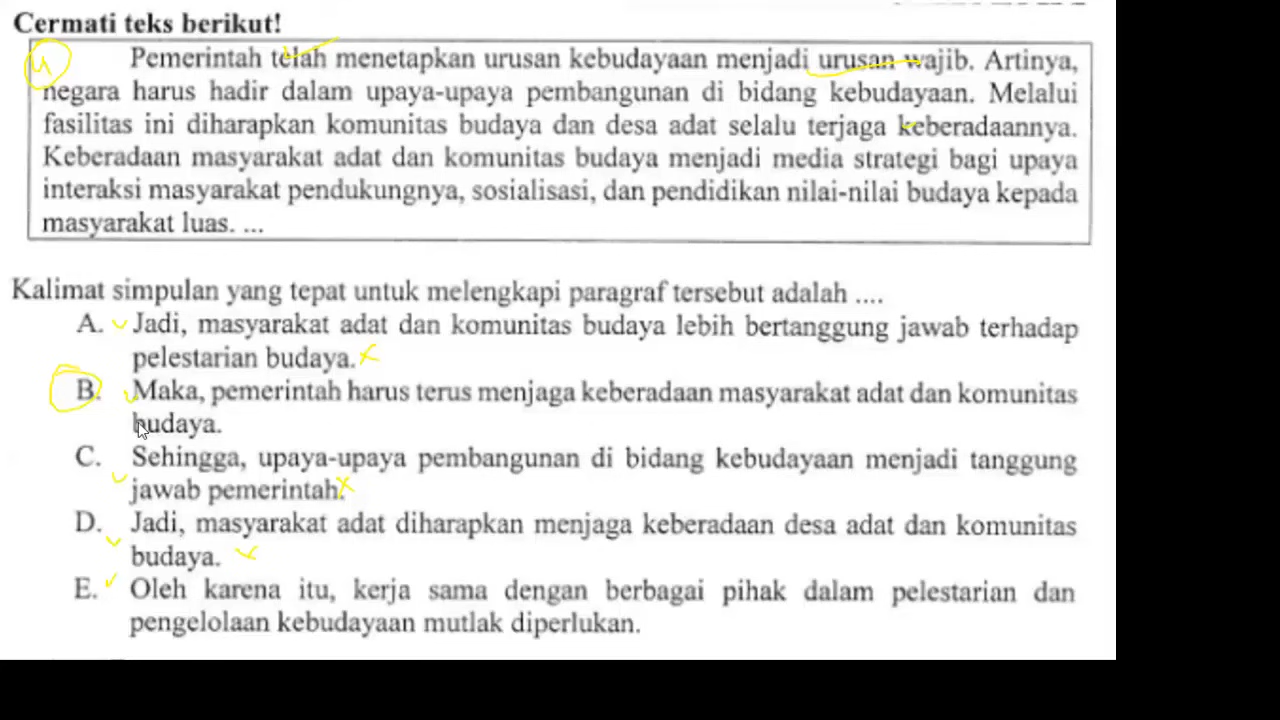 Cermati teks berikut!
4
Pemerintah telah menetapkan urusan kebudayaan menjadi urusan wajib. Artinya,
negara harus hadir dalam upaya-upaya pembangunan di bidang kebudayaan. Melalui
fasilitas ini diharapkan komunitas budaya dan desa adat selalu terjaga keberadaannya.
Keberadaan masyarakat adat dan komunitas budaya menjadi media strategi bagi upaya
interaksi masyarakat pendukungnya, sosialisasi, dan pendidikan nilai-nilai budaya kepada
masyarakat luas. ...
Kalimat simpulan yang tepat untuk melengkapi paragraf tersebut adalah ....
A. Jadi, masyarakat adat dan komunitas budaya lebih bertanggung jawab terhadap
pelestarian budaya.
B. Maka, pemerintah harus terus menjaga keberadaan masyarakat adat dan komunitas
budaya.
C. Sehingga, upaya-upaya pembangunan di bidang kebudayaan menjadi tanggung
jawab pemerintah.
D. Jadi, masyarakat adat diharapkan menjaga keberadaan desa adat dan komunitas
budaya.
E. Oleh karena itu, kerja sama dengan berbagai pihak dalam pelestarian dan
pengelolaan kebudayaan mutlak diperlukan.